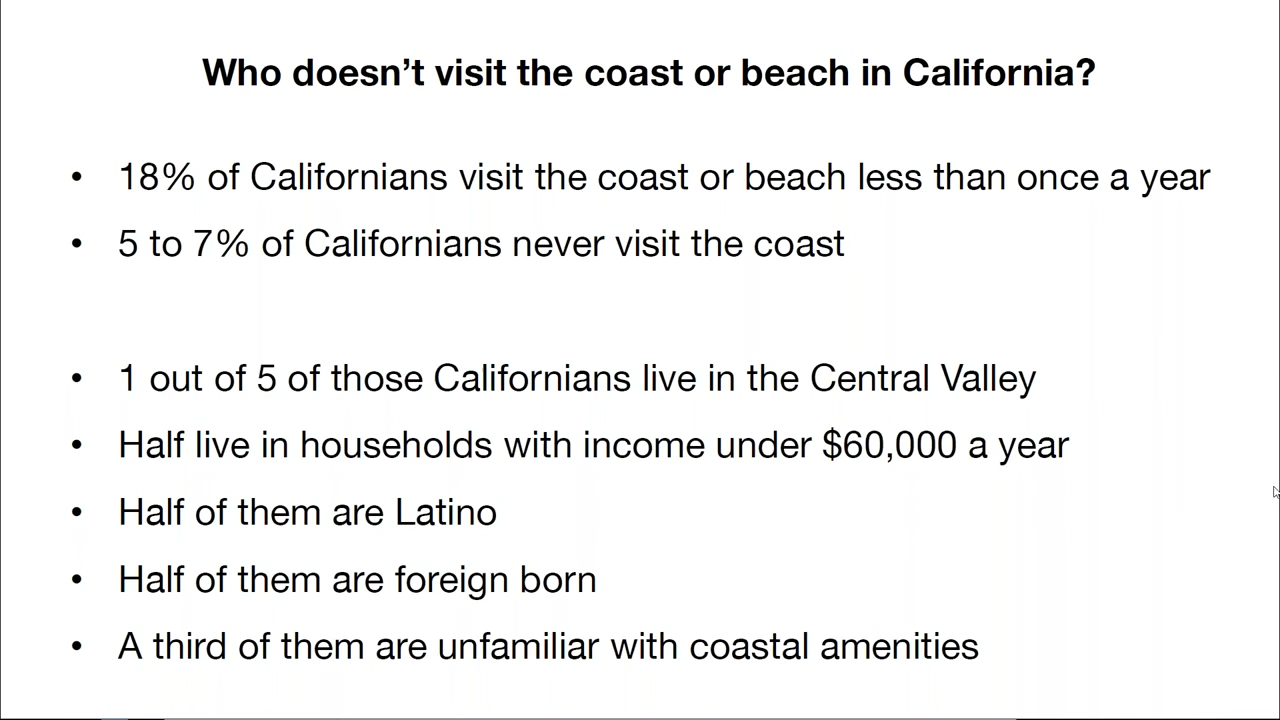 Who doesn’t visit the coast or beach in California?
• 18% of Californians visit the coast or beach less than once a year
• 5 to 7% of Californians never visit the coast
• 1 out of 5 of those Californians live in the Central Valley
• Half live in households with income under $60,000 a year
• Half of them are Latino
• Half of them are foreign born
• A third of them are unfamiliar with coastal amenities